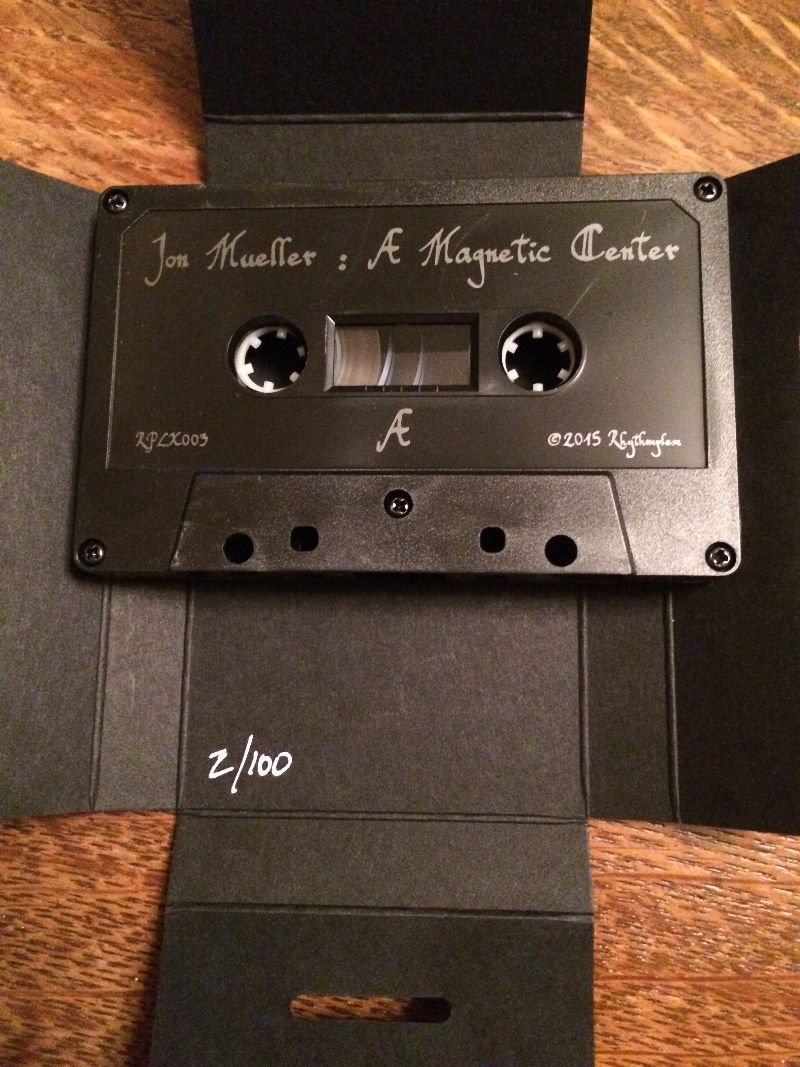 Jon Mueller : Æ Magnetic Center
Æ
RPLX003
©2015 Rhythmplex
2/100